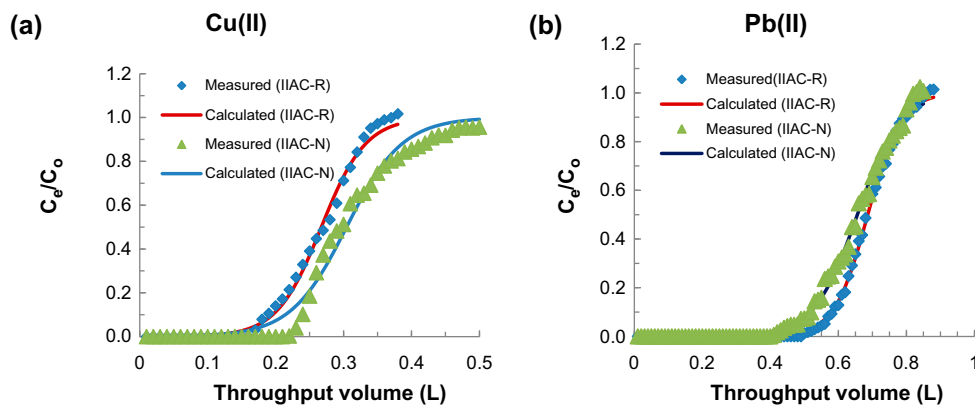 (a)
Cu(II)
1.2
1.0
0.8
0.6
0.4
0.2
0.0
Ce/Co
Measured (IIAC-R)
Calculated (IIAC-R)
Measured (IIAC-N)
Calculated (IIAC-N)
0 0.1 0.2 0.3 0.4 0.5
Throughput volume (L)
(b)
Pb(II)
1.2
1.0
0.8
0.6
0.4
0.2
0.0
Ce/Co
Measured(IIAC-R)
Calculated (IIAC-R)
Measured (IIAC-N)
Calculated (IIAC-N)
0 0.2 0.4 0.6 0.8 1
Throughput volume (L)